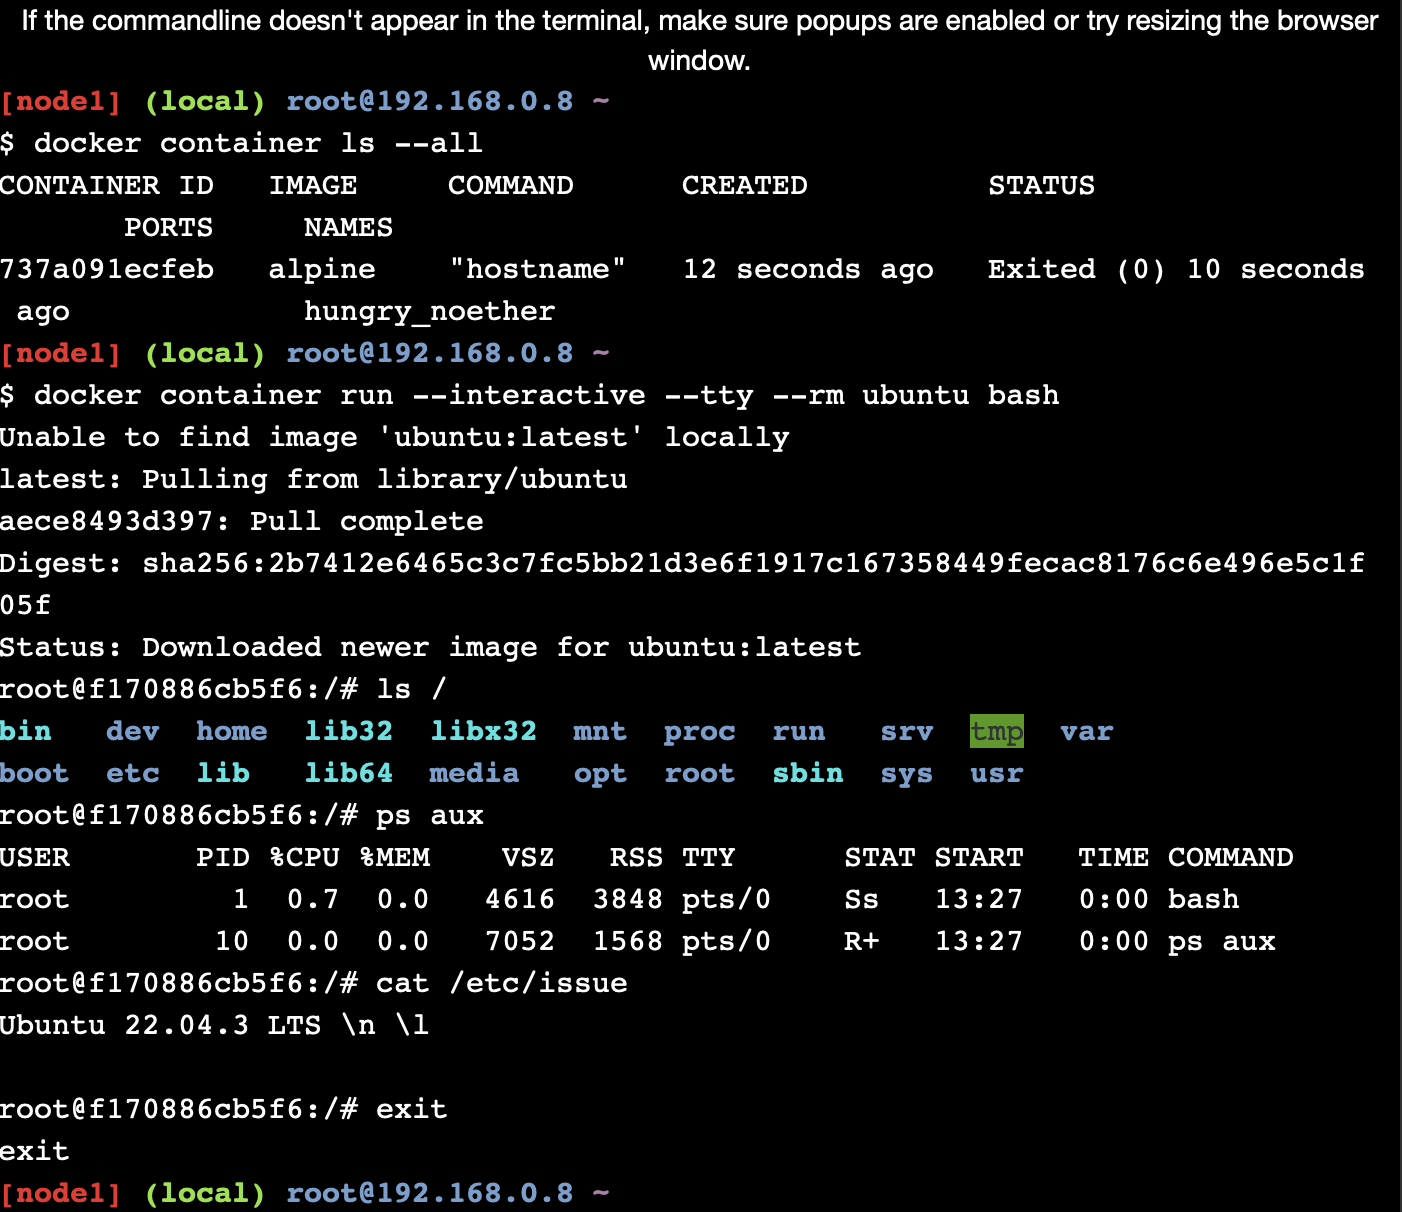 If the commandline doesn't appear in the terminal, make sure popups are enabled or try resizing the browser
window.
[node1] (local) root@192.168.0.8 ~
$ docker container ls --all
CONTAINER ID   IMAGE     COMMAND      CREATED          STATUS
       PORTS     NAMES
737a091ecfeb   alpine    "hostname"   12 seconds ago   Exited (0) 10 seconds
 ago             hungry_noether
[node1] (local) root@192.168.0.8 ~
$ docker container run --interactive --tty --rm ubuntu bash
Unable to find image 'ubuntu:latest' locally
latest: Pulling from library/ubuntu
aece8493d397: Pull complete
Digest: sha256:2b7412e6465c3c7fc5bb21d3e6f1917c167358449fecac8176c6e496e5c1f
05f
Status: Downloaded newer image for ubuntu:latest
root@f170886cb5f6:/# ls /
bin   dev  home  lib32  libx32  mnt  proc  run   srv  tmp  var
boot  etc  lib   lib64  media   opt  root  sbin  sys  usr
root@f170886cb5f6:/# ps aux
USER       PID %CPU %MEM    VSZ   RSS TTY      STAT START   TIME COMMAND
root         1  0.7  0.0   4616  3848 pts/0    Ss   13:27   0:00 bash
root        10  0.0  0.0   7052  1568 pts/0    R+   13:27   0:00 ps aux
root@f170886cb5f6:/# cat /etc/issue
Ubuntu 22.04.3 LTS \n \l
root@f170886cb5f6:/# exit
exit
[node1] (local) root@192.168.0.8 ~